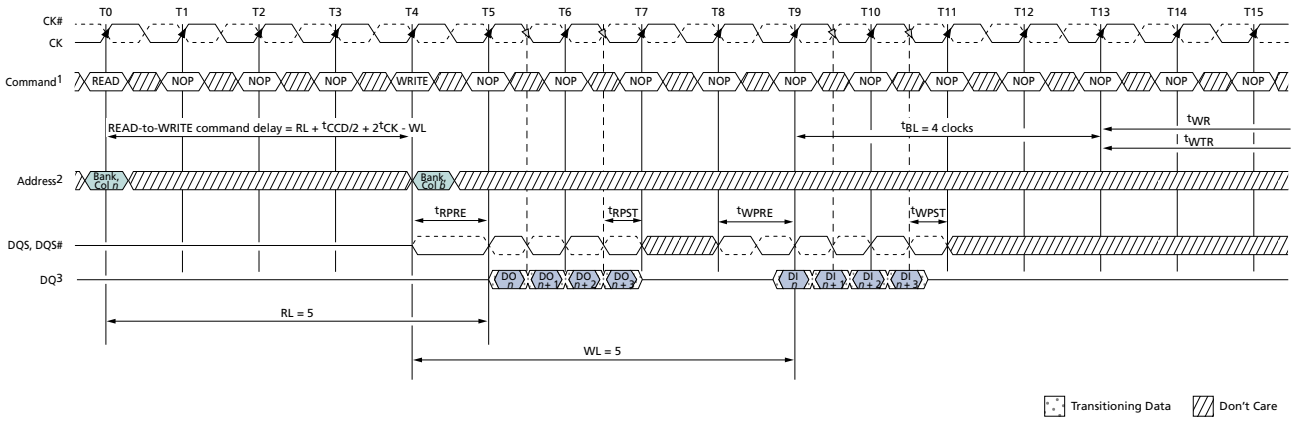 T0 T1 T2 T3 T4 T5 T6 T7 T8 T9 T10 T11 T12 T13 T14 T15
CK#
CK
Command1 READ NOP NOP NOP WRITE NOP NOP NOP NOP NOP NOP NOP NOP NOP NOP NOP
tWR
READ-to-WRITE command delay = RL + tCCD/2 + 2tCK - WL tBL = 4 clocks
tWTR
Address2 Bank, Col n Bank, Col b
tRPRE tRPST tWPRE tWPST
DQS, DQS#
DQ3 DO n DO n + 1 DO n + 2 DO n + 3 DI n DI n + 1 DI n + 2 DI n + 3
RL = 5
WL = 5
Transitioning Data Don't Care